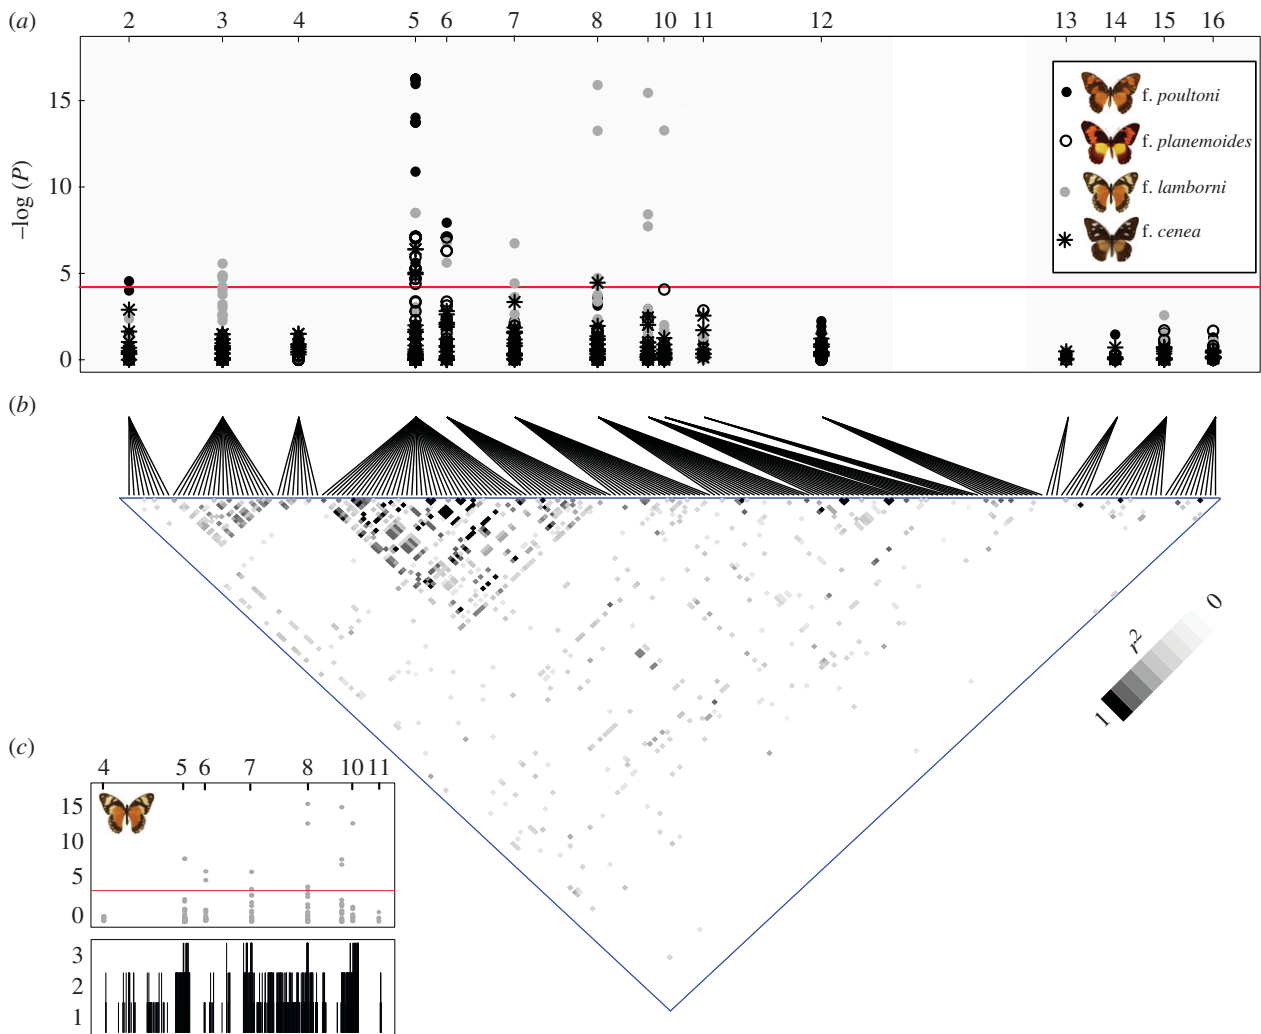 (a)
2 3 4 5 6 7 8 10 11 12 13 14 15 16
15
10
5
0
−log (P)
f. poultoni
f. planemoides
f. lamborni
f. cenea
(b)
r²
0
1
(c)
4 5 6 7 8 10 11
15
10
5
0
3
2
1